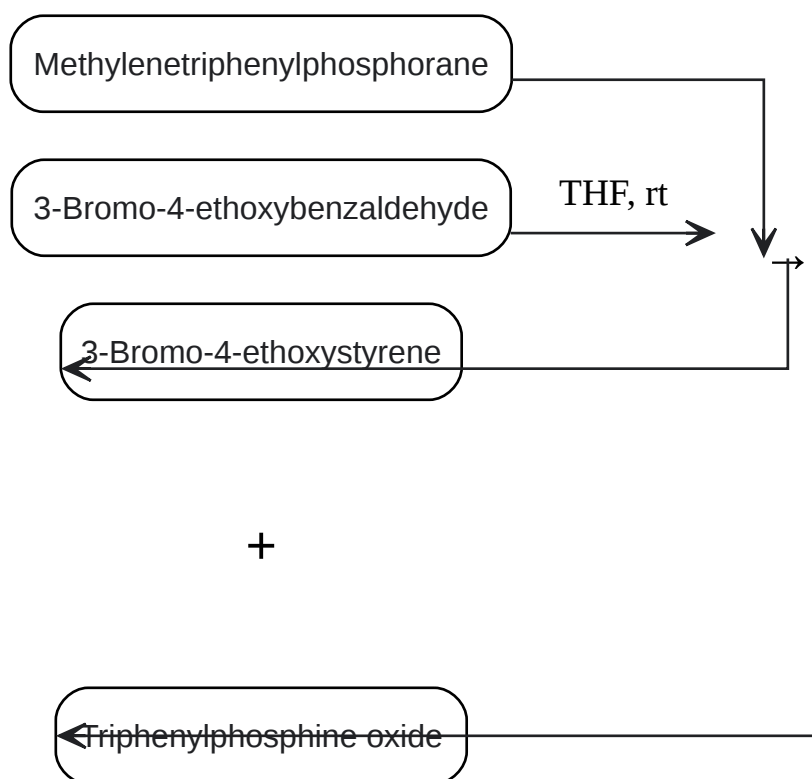 Methylenetriphenylphosphorane
3-Bromo-4-ethoxybenzaldehyde
THF, rt
→
3-Bromo-4-ethoxystyrene
+
Triphenylphosphine oxide